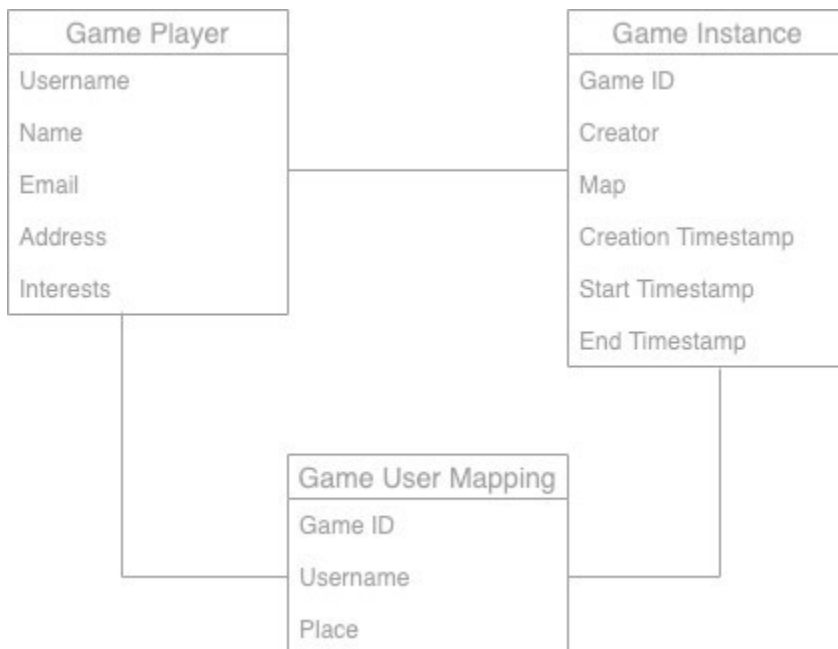 Game Player
Username
Name
Email
Address
Interests
Game Instance
Game ID
Creator
Map
Creation Timestamp
Start Timestamp
End Timestamp
Game User Mapping
Game ID
Username
Place